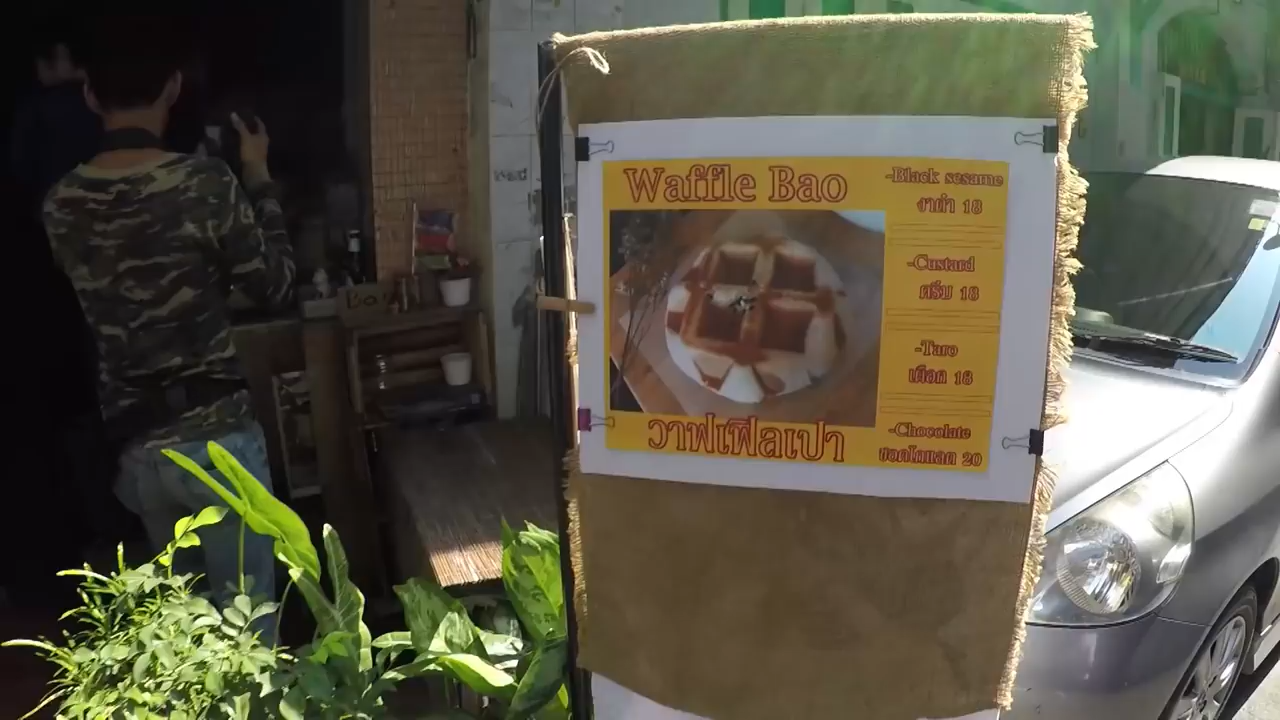 Waffle Bao
-Black sesame
งาดำ 18
-Custard
ครีม 18
-Taro
เผือก 18
-Chocolate
ชอคโกแลต 20
วาฟเฟิลเปา